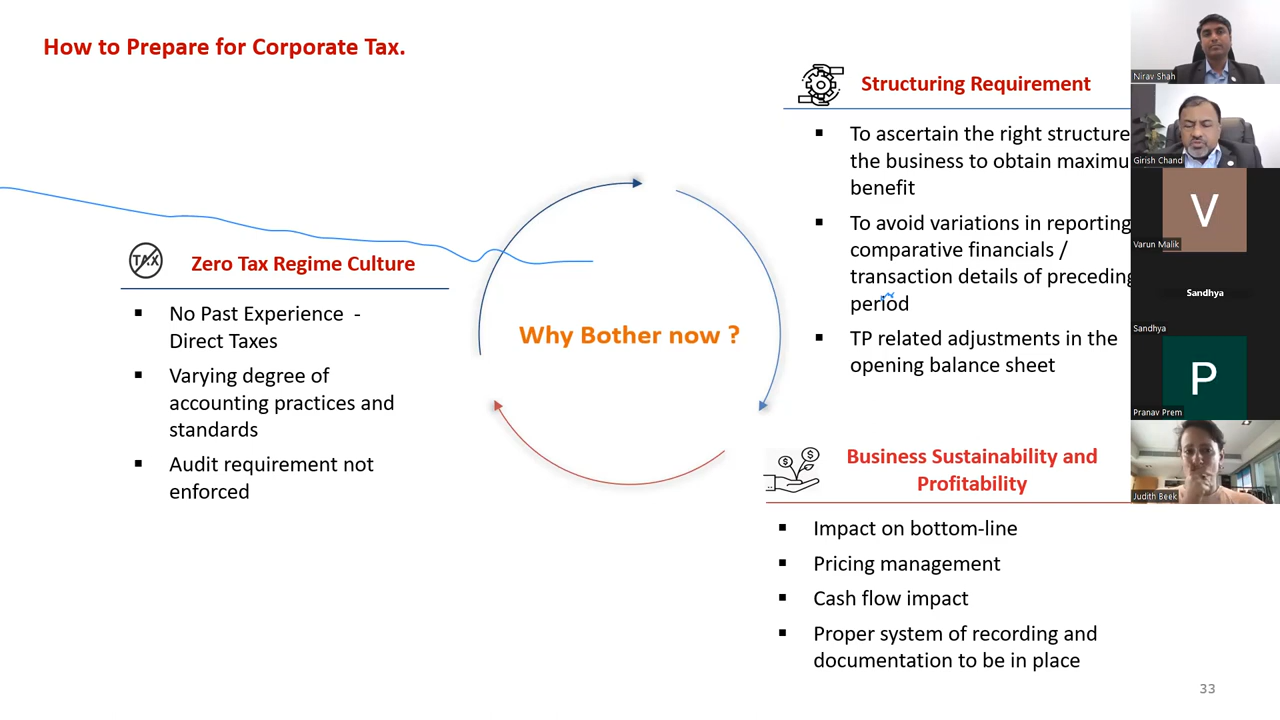 How to Prepare for Corporate Tax.
Structuring Requirement
To ascertain the right structure
the business to obtain maximu
benefit
To avoid variations in reporting
comparative financials /
transaction details of preceding
period
TP related adjustments in the
opening balance sheet
TAX
Zero Tax Regime Culture
No Past Experience -
Direct Taxes
Varying degree of
accounting practices and
standards
Audit requirement not
enforced
Why Bother now ?
$ $
Business Sustainability and
Profitability
Impact on bottom-line
Pricing management
Cash flow impact
Proper system of recording and
documentation to be in place
33
Nirav Shah
Girish Chand
V
Varun Malik
Sandhya
Sandhya
P
Pranav Prem
Judith Beek